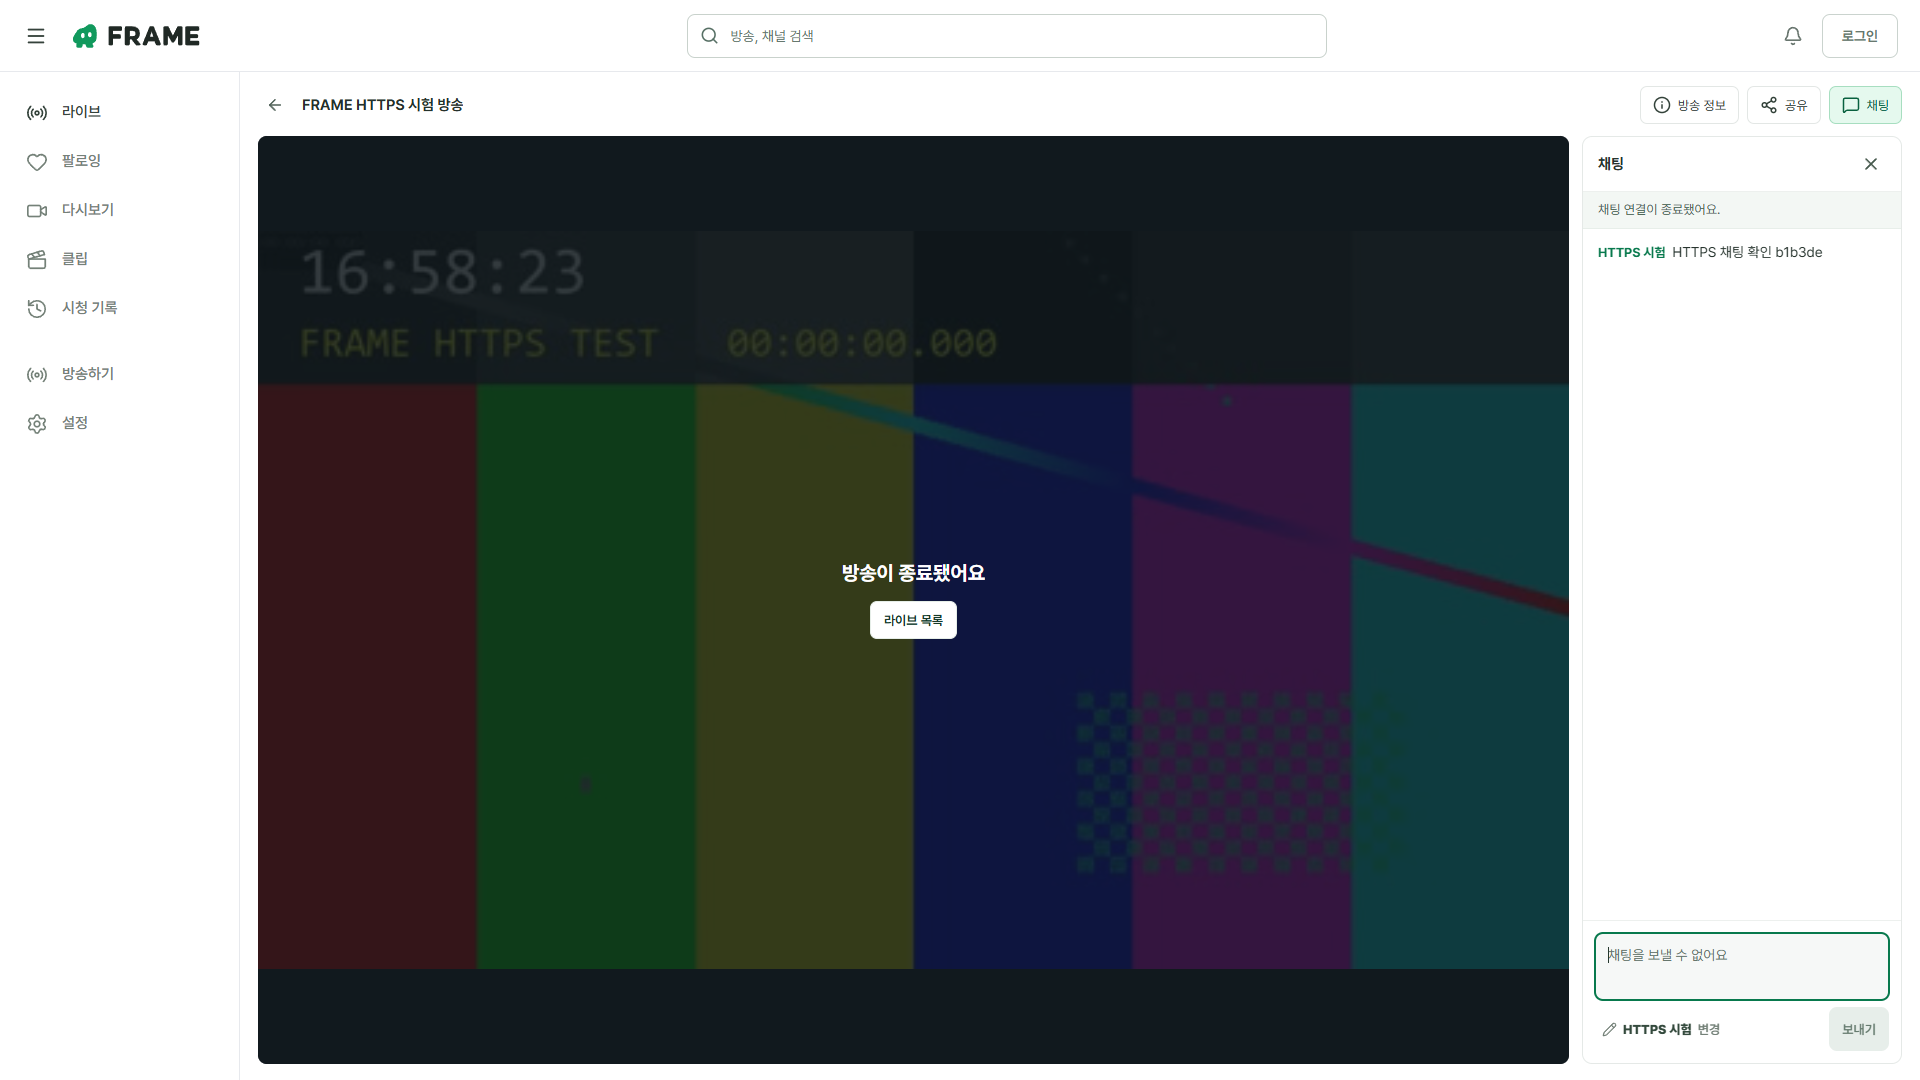 FRAME
방송, 채널 검색
로그인
라이브
팔로잉
다시보기
클립
시청 기록
방송하기
설정
FRAME HTTPS 시험 방송
방송 정보
공유
채팅
16:58:23
FRAME HTTPS TEST 00:00:00.000
방송이 종료됐어요
라이브 목록
채팅
채팅 연결이 종료됐어요.
HTTPS 시험 HTTPS 채팅 확인 b1b3de
채팅을 보낼 수 없어요
HTTPS 시험 변경
보내기